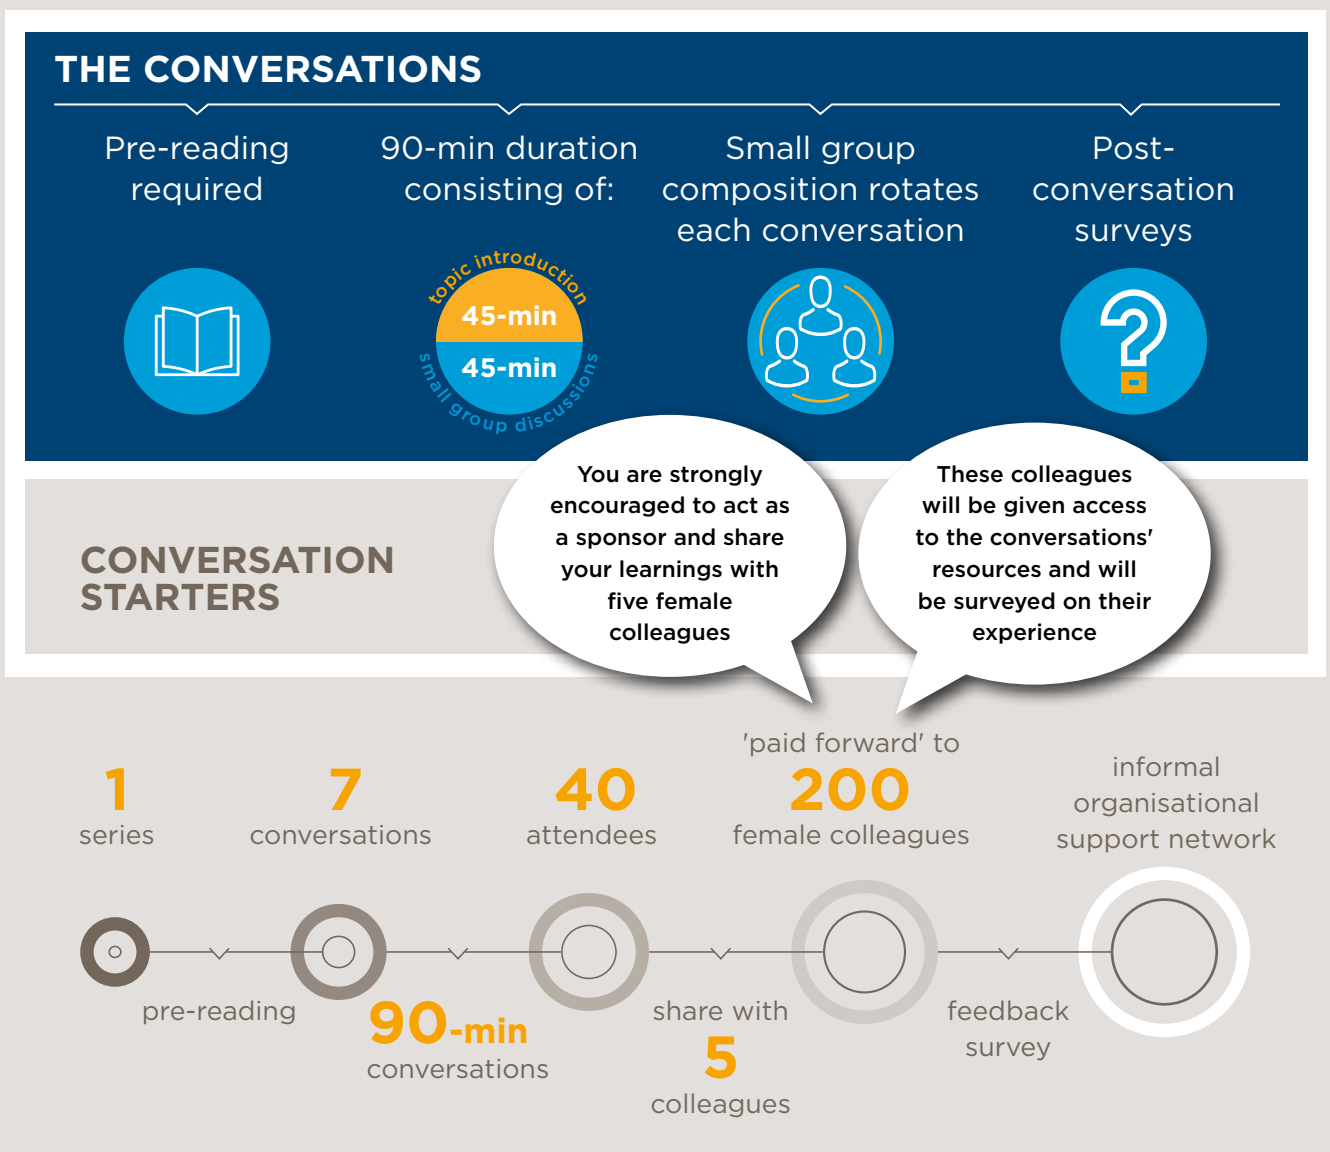 THE CONVERSATIONS
Pre-reading
required
90-min duration
consisting of:
topic introduction
45-min
45-min
small group discussions
Small group
composition rotates
each conversation
Post-
conversation
surveys
CONVERSATION
STARTERS
You are strongly
encouraged to act as
a sponsor and share
your learnings with
five female
colleagues
These colleagues
will be given access
to the conversations'
resources and will
be surveyed on their
experience
1
series
7
conversations
40
attendees
'paid forward' to
200
female colleagues
informal
organisational
support network
pre-reading
90-min
conversations
share with
5
colleagues
feedback
survey